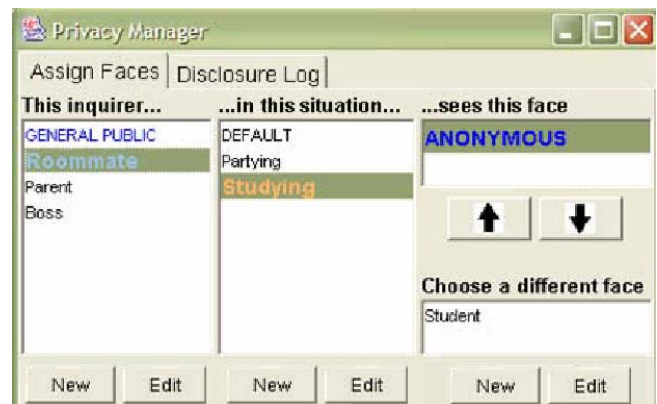 Privacy Manager
Assign Faces Disclosure Log
This inquirer... ...in this situation... ...sees this face
GENERAL PUBLIC
Roommate
Parent
Boss
DEFAULT
Partying
Studying
ANONYMOUS
Choose a different face
Student
New Edit New Edit New Edit